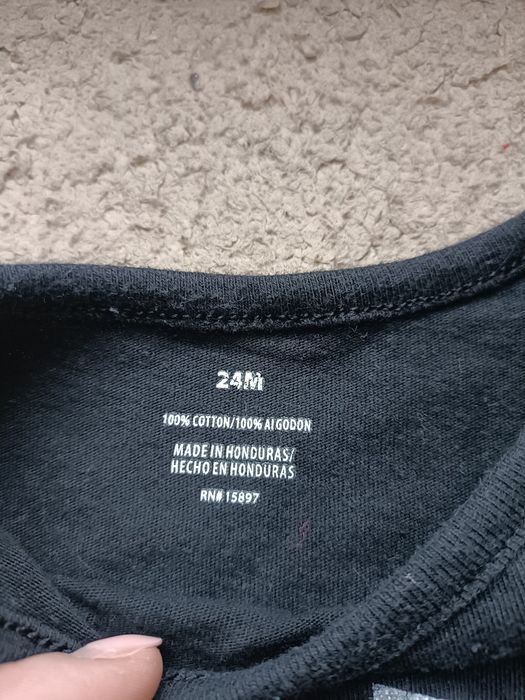 24M
100% COTTON/100% ALGODON
MADE IN HONDURAS/
HECHO EN HONDURAS
RN# 15897